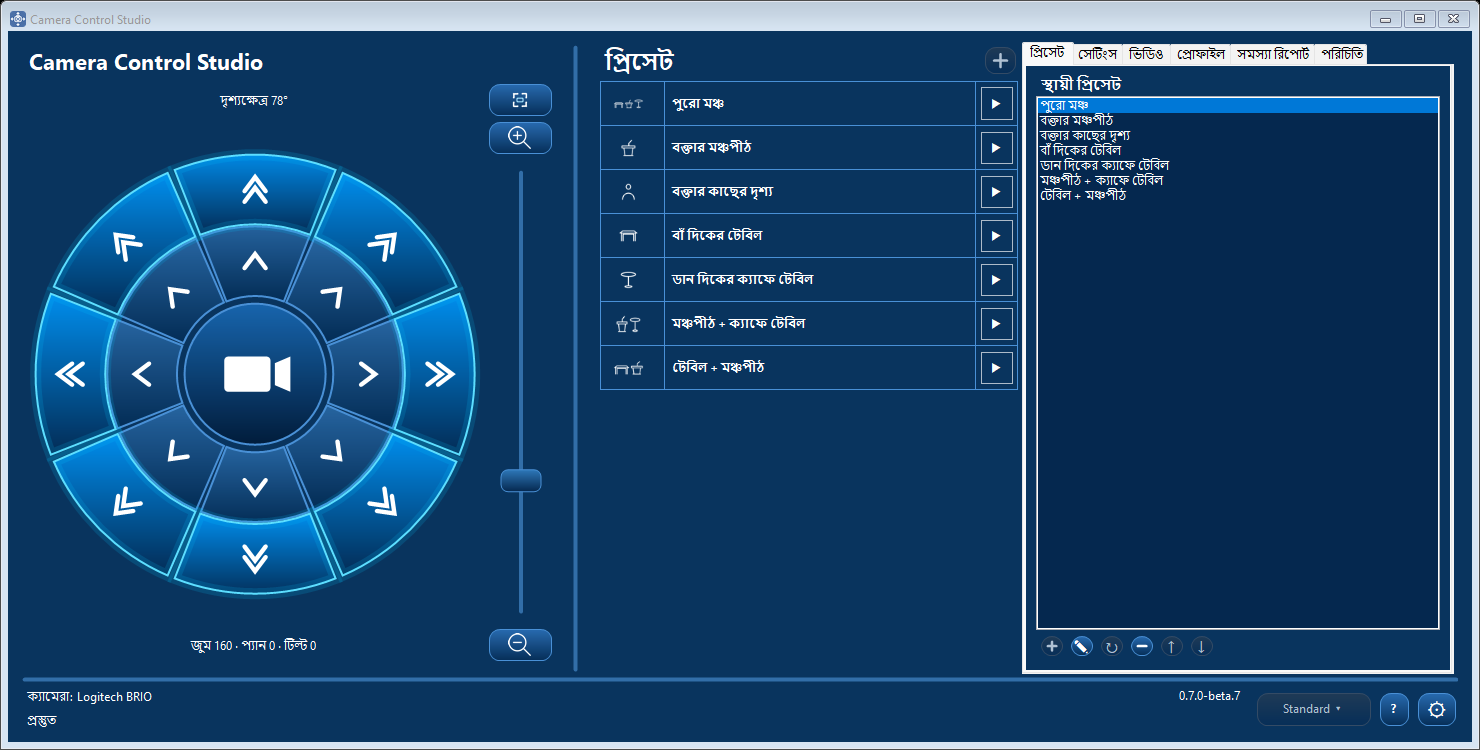 Camera Control Studio
Camera Control Studio
দৃশ্যক্ষেত্র 78°
জুম 160 · প্যান 0 · টিল্ট 0
প্রিসেট
পুরো মঞ্চ
বক্তার মঞ্চপীঠ
বক্তার কাছের দৃশ্য
বাঁ দিকের টেবিল
ডান দিকের ক্যাফে টেবিল
মঞ্চপীঠ + ক্যাফে টেবিল
টেবিল + মঞ্চপীঠ
প্রিসেট সেটিংস ভিডিও প্রোফাইল সমস্যা রিপোর্ট পরিচিতি
স্থায়ী প্রিসেট
পুরো মঞ্চ
বক্তার মঞ্চপীঠ
বক্তার কাছের দৃশ্য
বাঁ দিকের টেবিল
ডান দিকের ক্যাফে টেবিল
মঞ্চপীঠ + ক্যাফে টেবিল
টেবিল + মঞ্চপীঠ
ক্যামেরা: Logitech BRIO
প্রস্তুত
0.7.0-beta.7
Standard
?